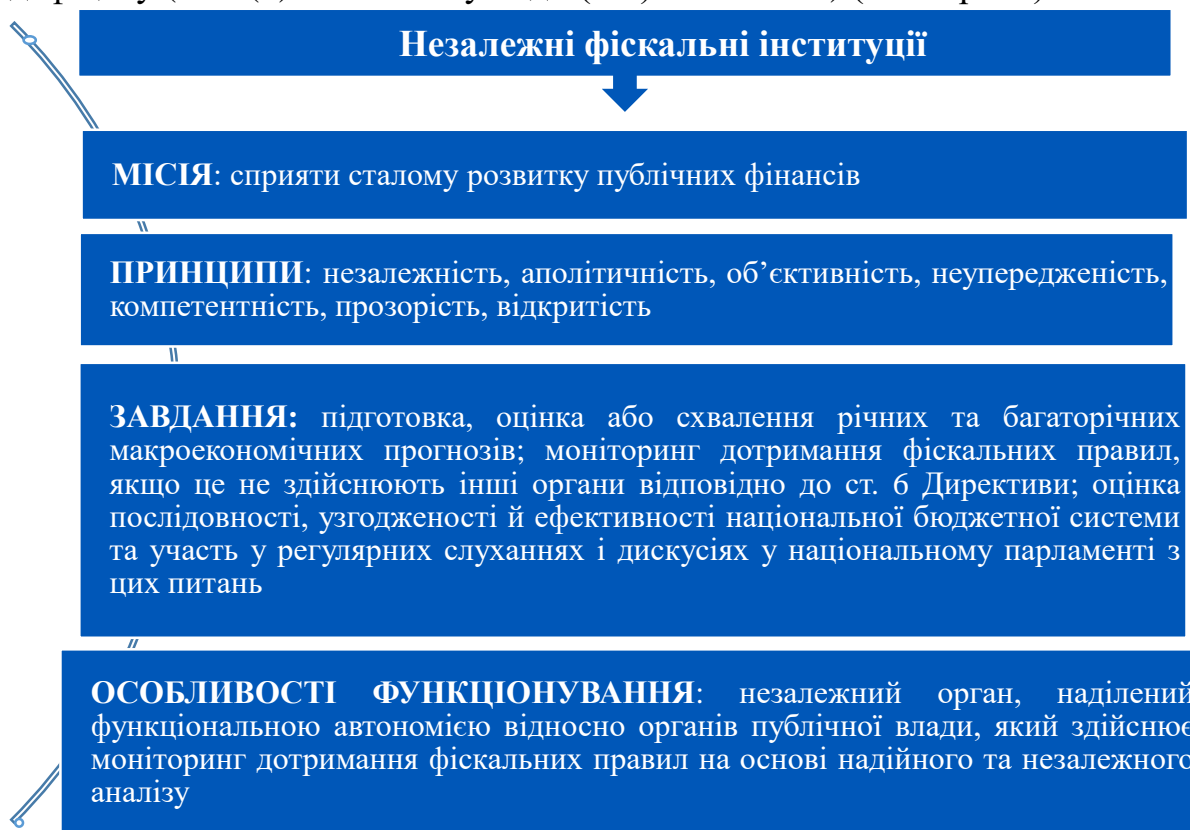 Незалежні фіскальні інституції
МІСІЯ: сприяти сталому розвитку публічних фінансів
ПРИНЦИПИ: незалежність, аполітичність, об’єктивність, неупередженість,
компетентність, прозорість, відкритість
ЗАВДАННЯ: підготовка, оцінка або схвалення річних та багаторічних
макроекономічних прогнозів; моніторинг дотримання фіскальних правил,
якщо це не здійснюють інші органи відповідно до ст. 6 Директиви; оцінка
послідовності, узгодженості й ефективності національної бюджетної системи
та участь у регулярних слуханнях і дискусіях у національному парламенті з
цих питань
ОСОБЛИВОСТІ ФУНКЦІОНУВАННЯ: незалежний орган, наділений
функціональною автономією відносно органів публічної влади, який здійснює
моніторинг дотримання фіскальних правил на основі надійного та незалежного
аналізу